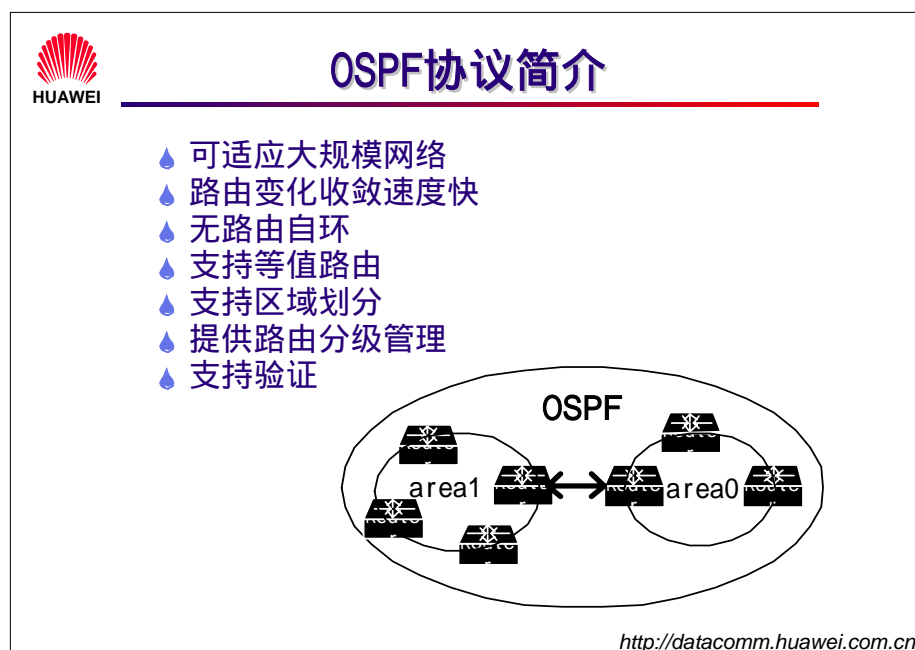 HUAWEI
OSPF协议简介
可适应大规模网络
路由变化收敛速度快
无路由自环
支持等值路由
支持区域划分
提供路由分级管理
支持验证
OSPF
area1
area0
http://datacomm.huawei.com.cn